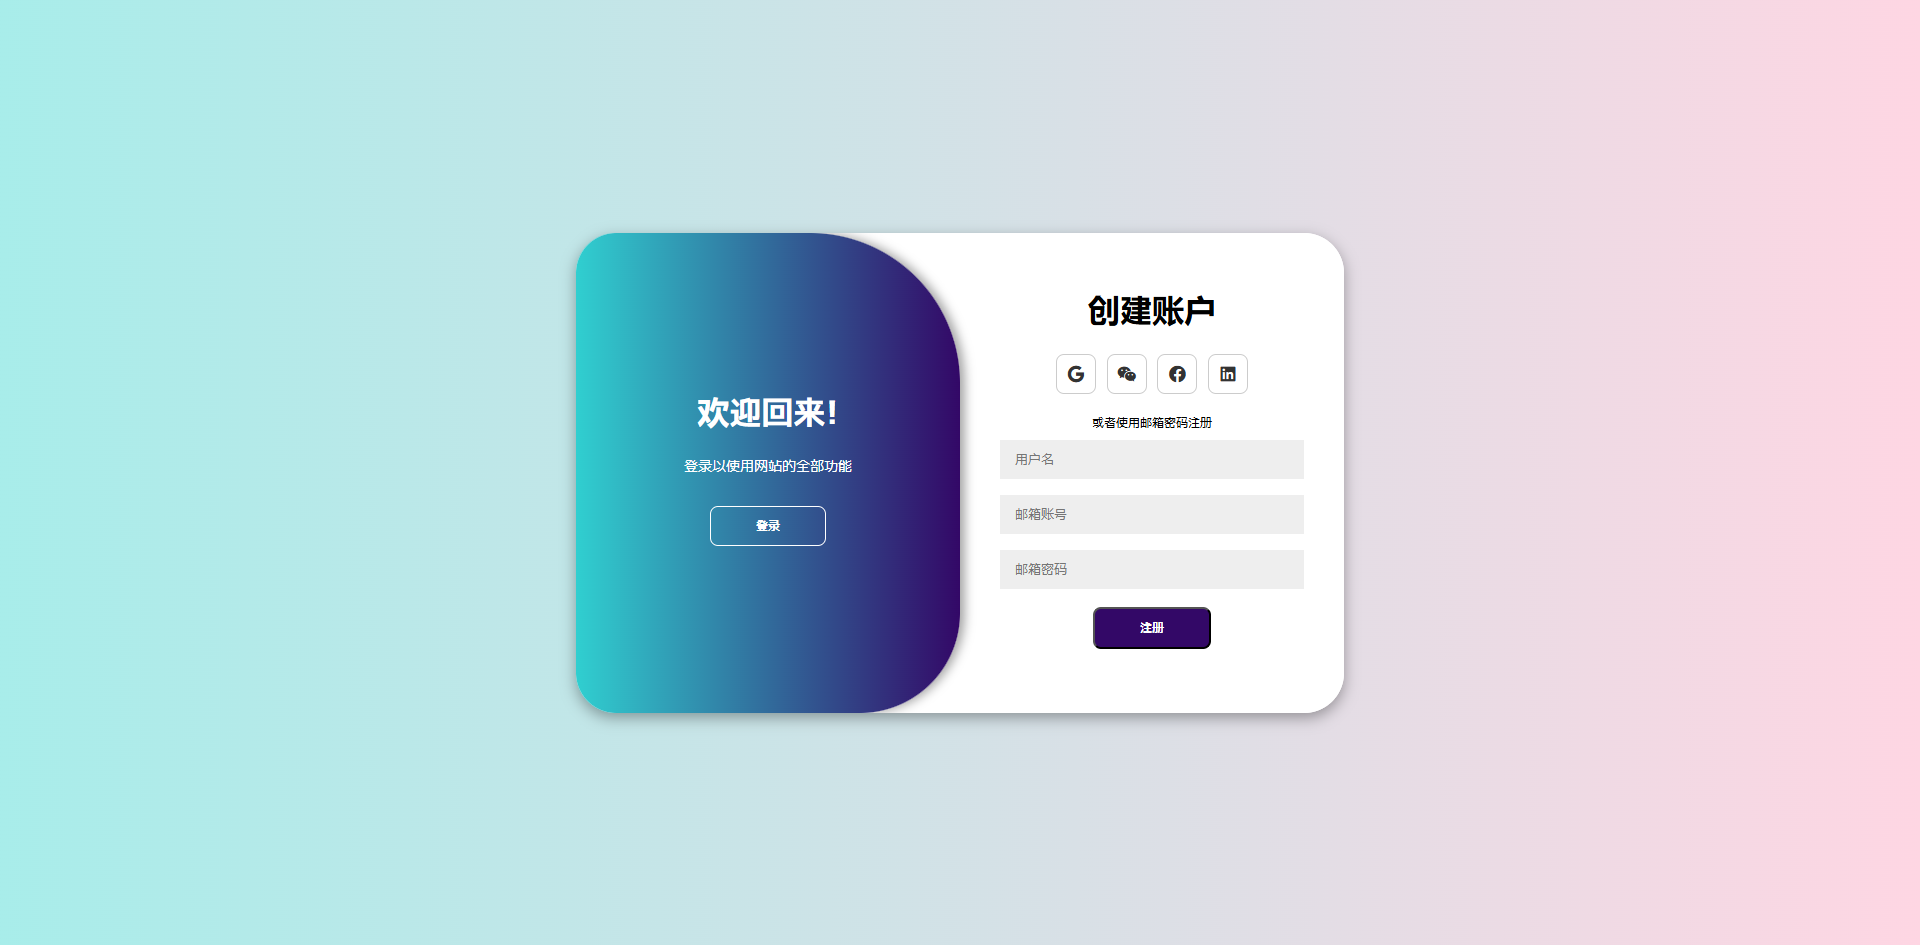 欢迎回来!
登录以使用网站的全部功能
登录
创建账户
或者使用邮箱密码注册
用户名
邮箱账号
邮箱密码
注册